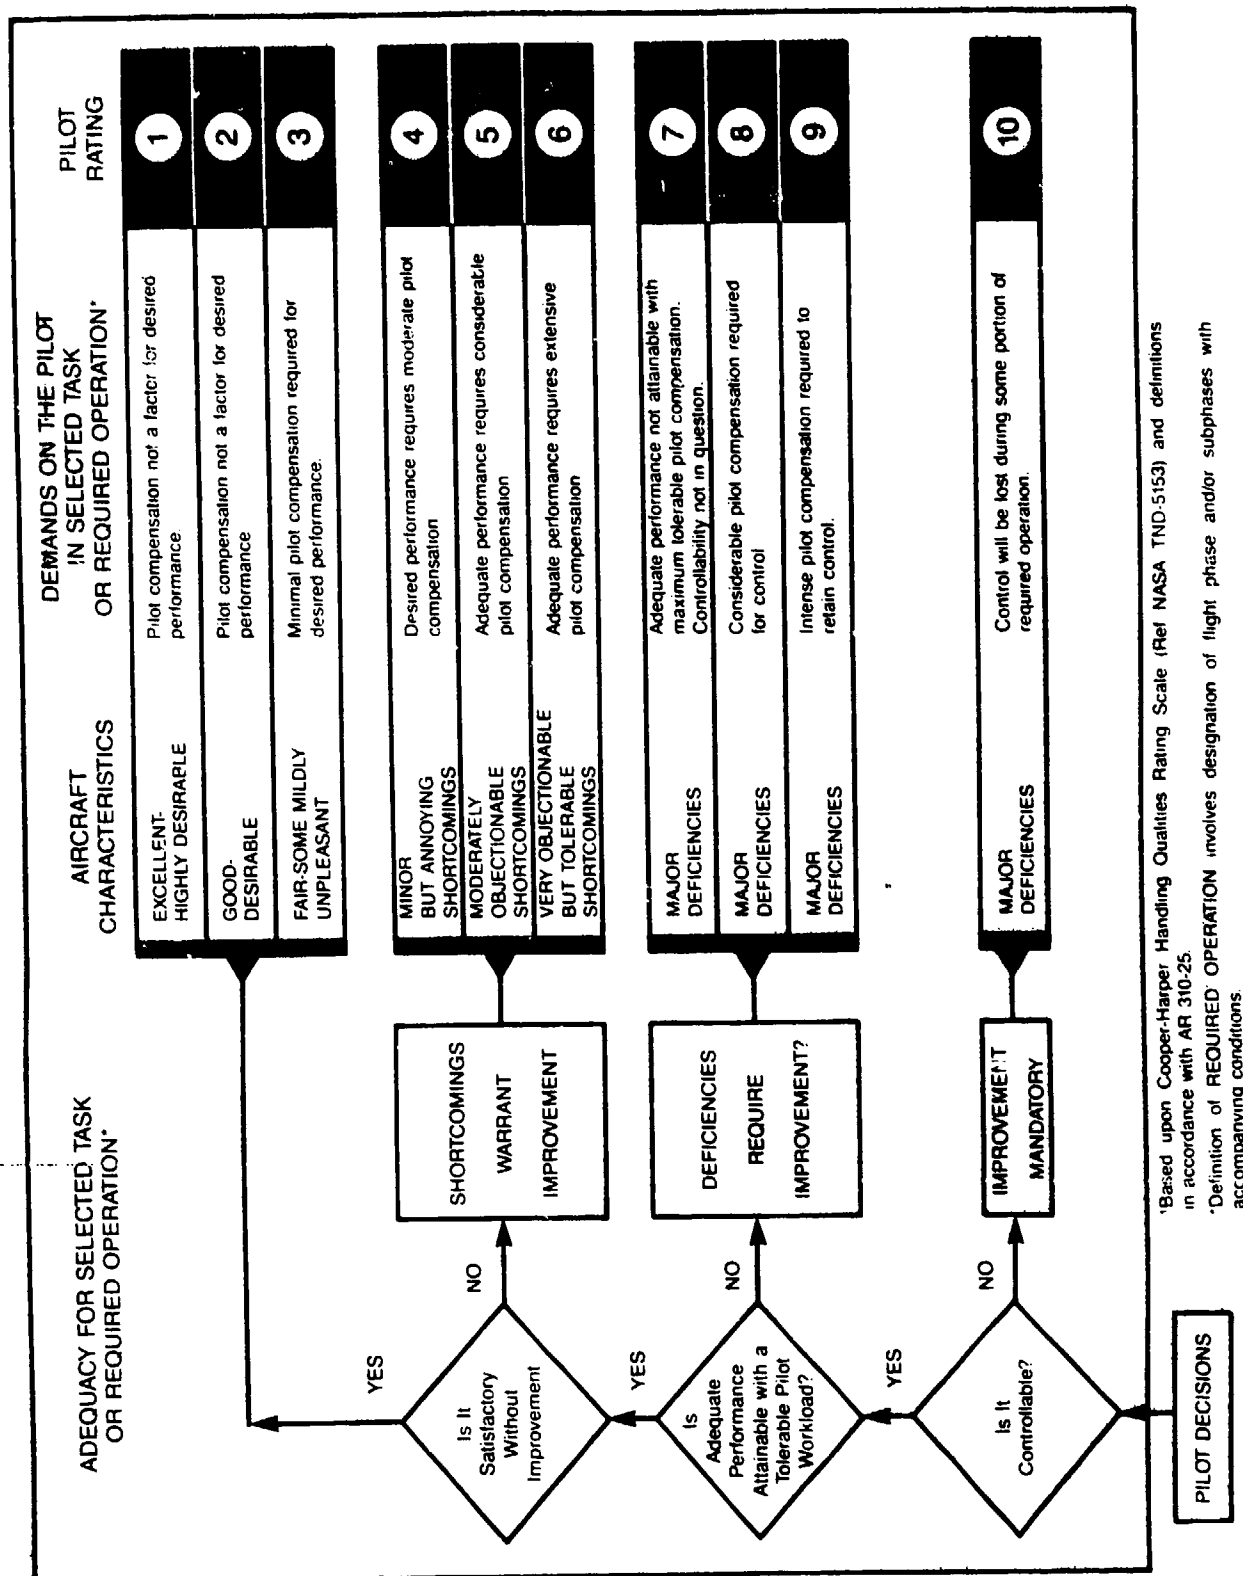 ADEQUACY FOR SELECTED TASK
OR REQUIRED OPERATION*
AIRCRAFT
CHARACTERISTICS
DEMANDS ON THE PILOT
IN SELECTED TASK
OR REQUIRED OPERATION*
PILOT
RATING
EXCELLENT-
HIGHLY DESIRABLE
Pilot compensation not a factor for desired
performance.
1
GOOD-
DESIRABLE
Pilot compensation not a factor for desired
performance
2
FAIR-SOME MILDLY
UNPLEASANT
Minimal pilot compensation required for
desired performance.
3
YES
Is It
Satisfactory
Without
Improvement
NO
SHORTCOMINGS
WARRANT
IMPROVEMENT
MINOR
BUT ANNOYING
SHORTCOMINGS
Desired performance requires moderate pilot
compensation
4
MODERATELY
OBJECTIONABLE
SHORTCOMINGS
Adequate performance requires considerable
pilot compensation
5
VERY OBJECTIONABLE
BUT TOLERABLE
SHORTCOMINGS
Adequate performance requires extensive
pilot compensation
6
YES
Is
Adequate
Performance
Attainable with a
Tolerable Pilot
Workload?
NO
DEFICIENCIES
REQUIRE
IMPROVEMENT?
MAJOR
DEFICIENCIES
Adequate performance not attainable with
maximum tolerable pilot compensation.
Controllability not in question.
7
MAJOR
DEFICIENCIES
Considerable pilot compensation required
for control
8
MAJOR
DEFICIENCIES
Intense pilot compensation required to
retain control.
9
YES
Is It
Controllable?
NO
IMPROVEMENT
MANDATORY
MAJOR
DEFICIENCIES
Control will be lost during some portion of
required operation.
10
PILOT DECISIONS
Based upon Cooper-Harper Handling Qualities Rating Scale (Ref NASA TND-5153) and definitions
in accordance with AR 310-25.
*Definition of REQUIRED OPERATION involves designation of flight phase and/or subphases with
accompanying conditions.